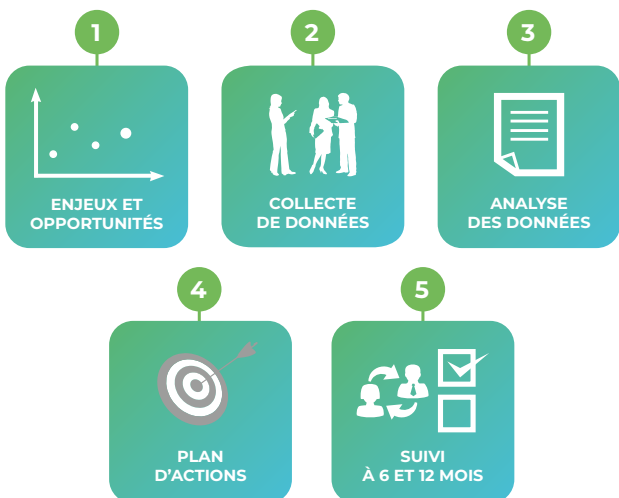 1
ENJEUX ET
OPPORTUNITÉS
2
COLLECTE
DE DONNÉES
3
ANALYSE
DES DONNÉES
4
PLAN
D'ACTIONS
5
SUIVI
À 6 ET 12 MOIS